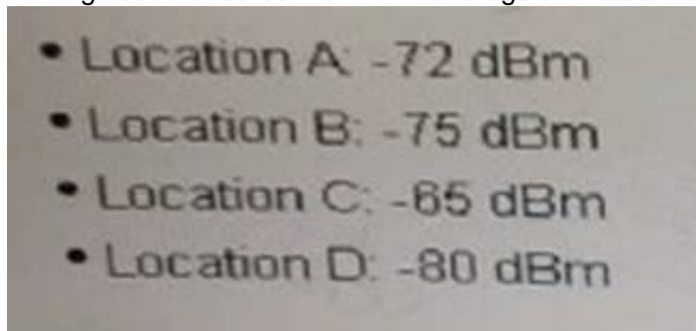 • Location A: -72 dBm
• Location B: -75 dBm
• Location C: -65 dBm
• Location D: -80 dBm